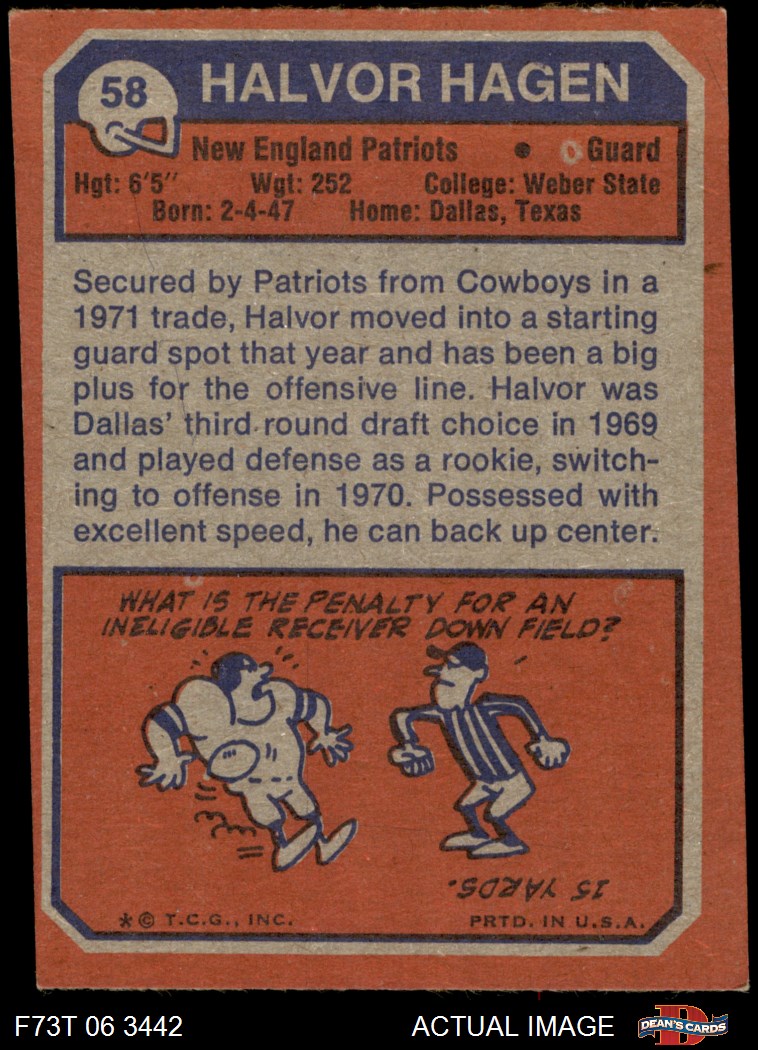 58
HALVOR HAGEN
New England Patriots • Guard
Hgt: 6'5'' Wgt: 252 College: Weber State
Born: 2-4-47 Home: Dallas, Texas
Secured by Patriots from Cowboys in a
1971 trade, Halvor moved into a starting
guard spot that year and has been a big
plus for the offensive line. Halvor was
Dallas' third round draft choice in 1969
and played defense as a rookie, switch-
ing to offense in 1970. Possessed with
excellent speed, he can back up center.
WHAT IS THE PENALTY FOR AN
INELIGIBLE RECEIVER DOWN FIELD?
15 YARDS.
* © T.C.G., INC. PRTD. IN U.S.A.
F73T 06 3442 ACTUAL IMAGE D DEAN'S CARDS